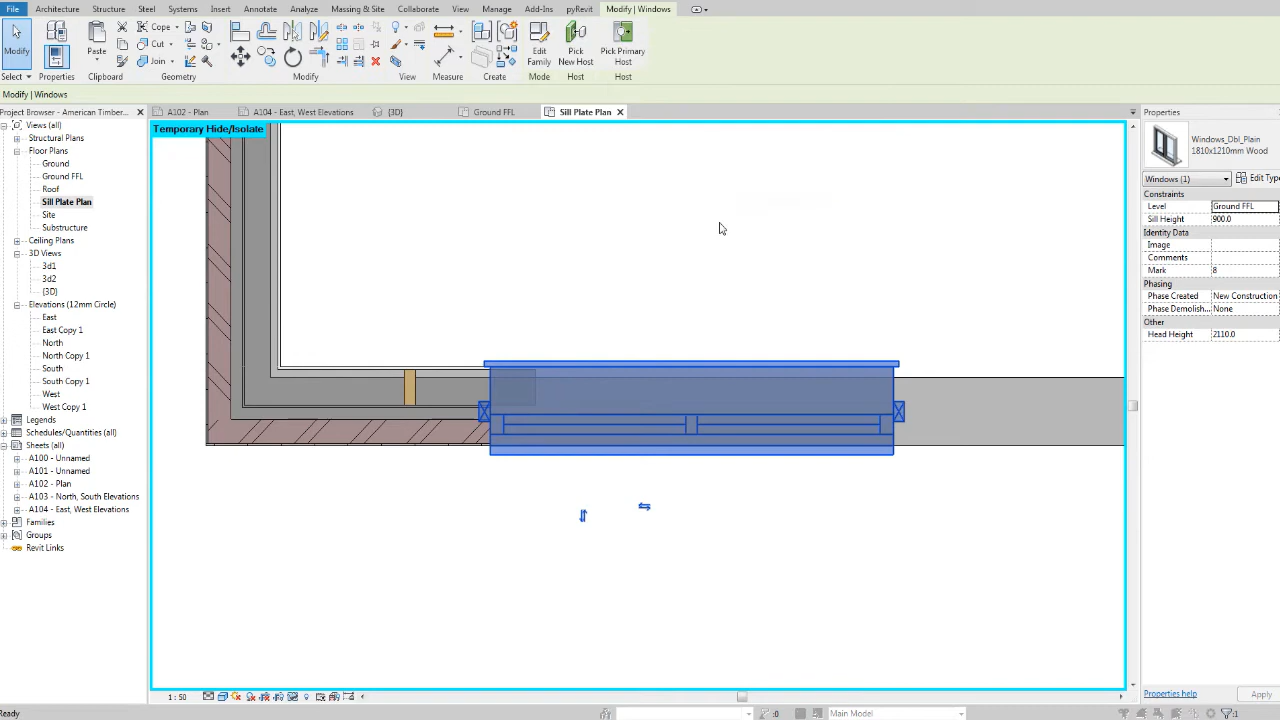 File Architecture Structure Steel Systems Insert Annotate Analyze Massing & Site Collaborate View Manage Add-Ins pyRevit Modify | Windows
Modify Paste Cope Cut Join Edit Family Pick New Host Pick Primary Host
Select Properties Clipboard Geometry Modify View Measure Create Mode Host Host
Modify | Windows
Project Browser - American Timber... A102 - Plan A104 - East, West Elevations {3D} Ground FFL Sill Plate Plan Properties
Views (all)
Structural Plans
Floor Plans
Ground
Ground FFL
Roof
Sill Plate Plan
Site
Substructure
Ceiling Plans
3D Views
3d1
3d2
{3D}
Elevations (12mm Circle)
East
East Copy 1
North
North Copy 1
South
South Copy 1
West
West Copy 1
Legends
Schedules/Quantities (all)
Sheets (all)
A100 - Unnamed
A101 - Unnamed
A102 - Plan
A103 - North, South Elevations
A104 - East, West Elevations
Families
Groups
Revit Links
Temporary Hide/Isolate
Windows_Dbl_Plain
1810x1210mm Wood
Windows (1) Edit Type
Constraints
Level Ground FFL
Sill Height 900.0
Identity Data
Image
Comments
Mark 8
Phasing
Phase Created New Construction
Phase Demolish... None
Other
Head Height 2110.0
Properties help Apply
1 : 50
Ready :0 Main Model :1